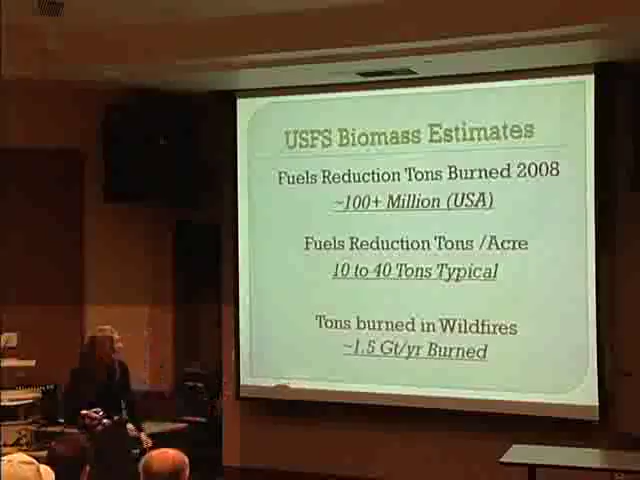 USFS Biomass Estimates
Fuels Reduction Tons Burned 2008
~100+ Million (USA)
Fuels Reduction Tons /Acre
10 to 40 Tons Typical
Tons burned in Wildfires
~1.5 Gt/yr Burned